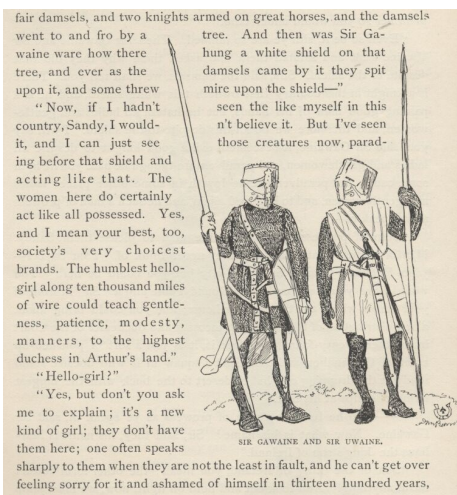 fair damsels, and two knights armed on great horses, and the damsels
went to and fro by a tree. And then was Sir Ga-
waine ware how there hung a white shield on that
tree, and ever as the damsels came by it they spit
upon it, and some threw mire upon the shield—"
"Now, if I hadn't seen the like myself in this
country, Sandy, I would- n't believe it. But I've seen
it, and I can just see those creatures now, parad-
ing before that shield and
acting like that. The
women here do certainly
act like all possessed. Yes,
and I mean your best, too,
society's very choicest
brands. The humblest hello-
girl along ten thousand miles
of wire could teach gentle-
ness, patience, modesty,
manners, to the highest
duchess in Arthur's land."
"Hello-girl?"
"Yes, but don't you ask
me to explain; it's a new
kind of girl; they don't have
them here; one often speaks
sharply to them when they are not the least in fault, and he can't get over
feeling sorry for it and ashamed of himself in thirteen hundred years,
SIR GAWAINE AND SIR UWAINE.